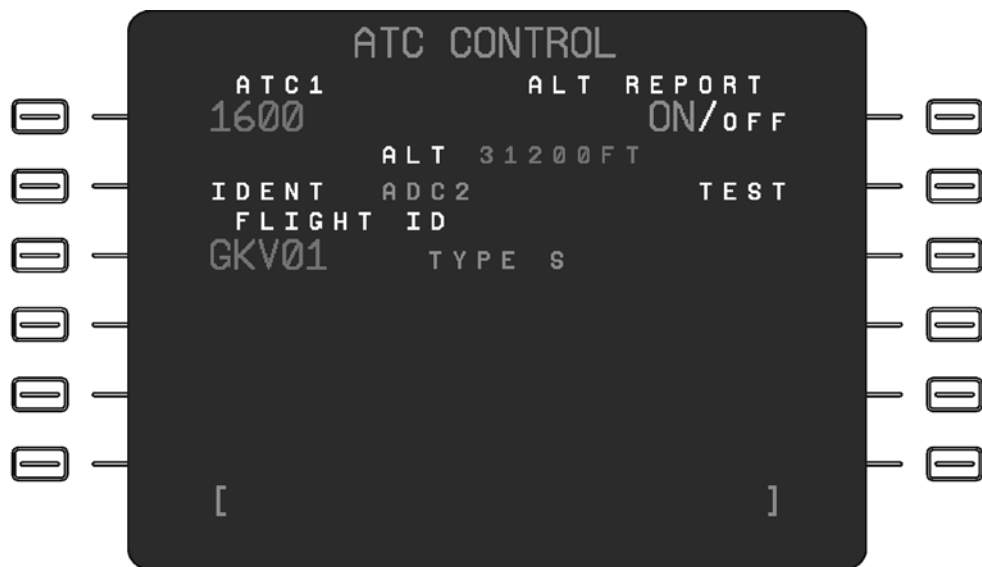 ATC CONTROL
ATC1 ALT REPORT
1600 ON/OFF
ALT 31200FT
IDENT ADC2 TEST
FLIGHT ID
GKV01 TYPE S
[ ]